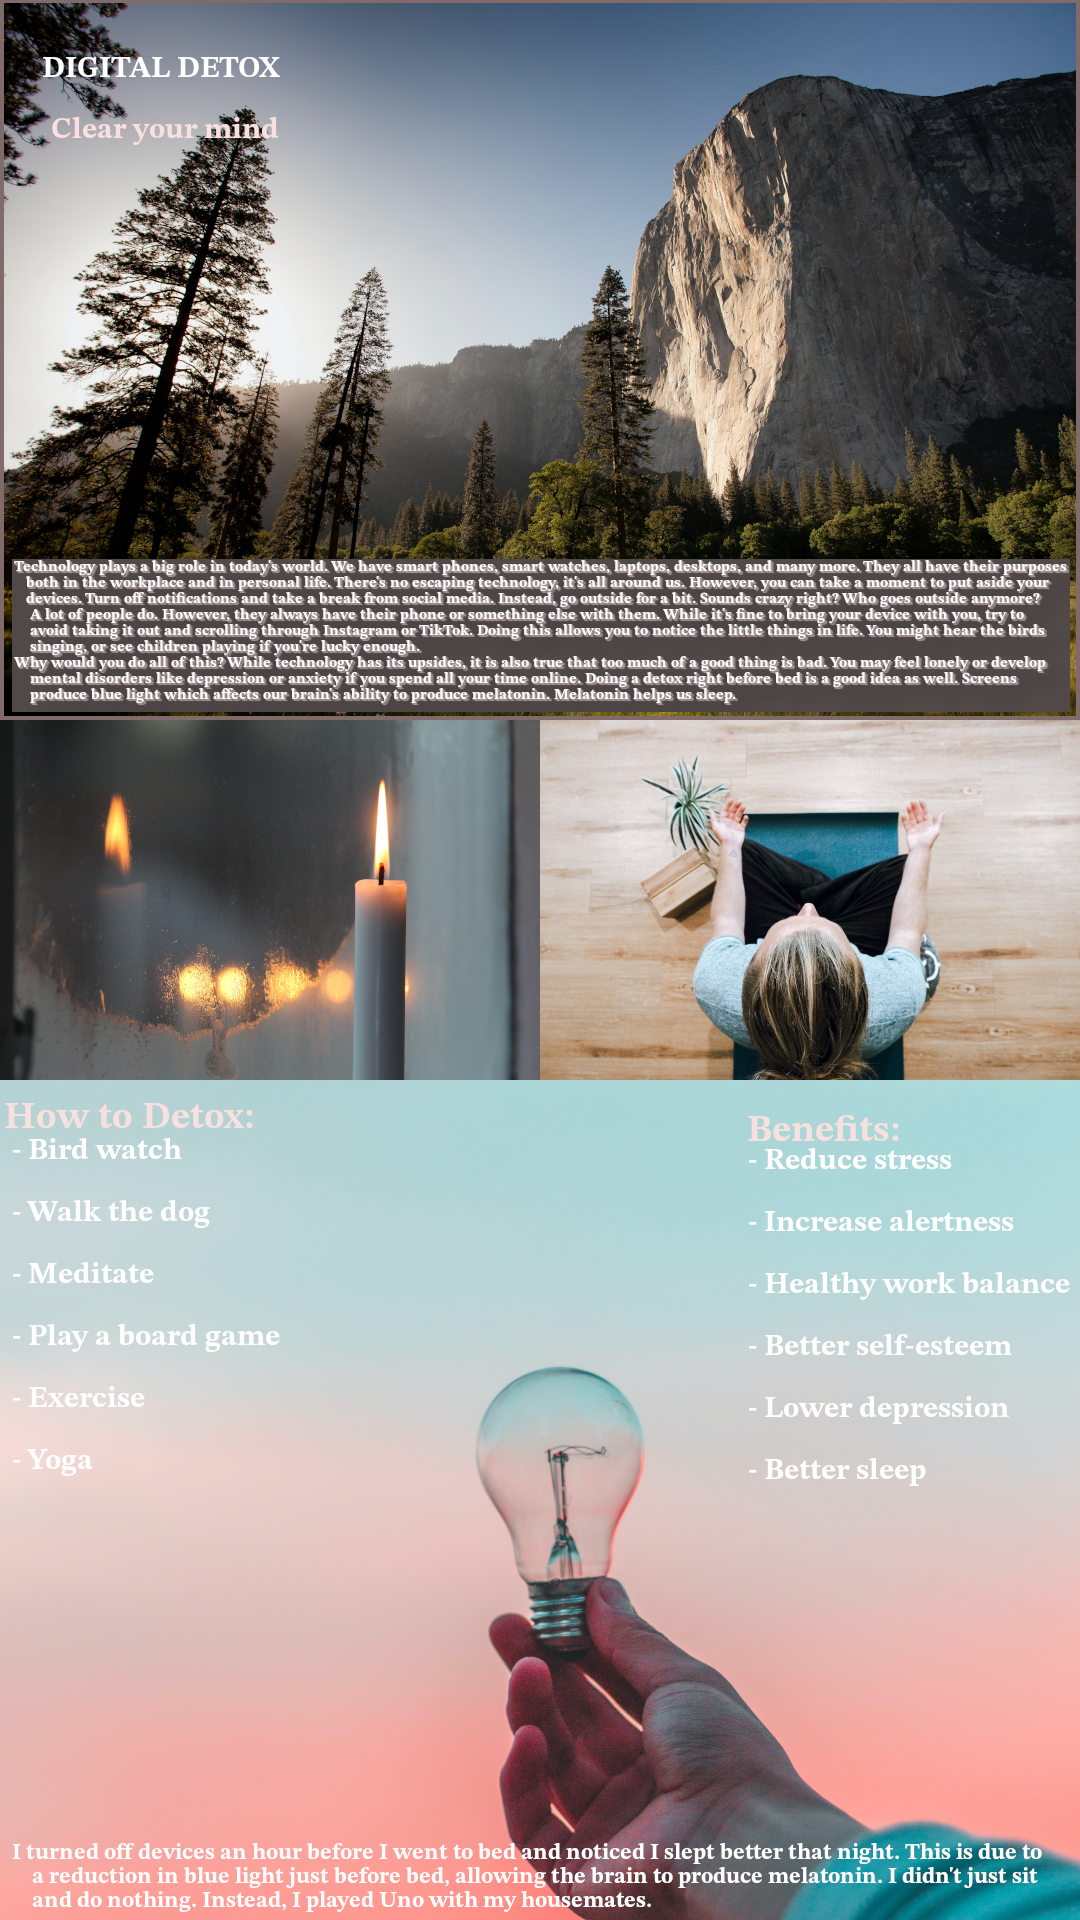 DIGITAL DETOX
Clear your mind
Technology plays a big role in today's world. We have smart phones, smart watches, laptops, desktops, and many more. They all have their purposes
both in the workplace and in personal life. There's no escaping technology, it's all around us. However, you can take a moment to put aside your
devices. Turn off notifications and take a break from social media. Instead, go outside for a bit. Sounds crazy right? Who goes outside anymore?
A lot of people do. However, they always have their phone or something else with them. While it's fine to bring your device with you, try to
avoid taking it out and scrolling through Instagram or TikTok. Doing this allows you to notice the little things in life. You might hear the birds
singing, or see children playing if you're lucky enough.
Why would you do all of this? While technology has its upsides, it is also true that too much of a good thing is bad. You may feel lonely or develop
mental disorders like depression or anxiety if you spend all your time online. Doing a detox right before bed is a good idea as well. Screens
produce blue light which affects our brain's ability to produce melatonin. Melatonin helps us sleep.
How to Detox:
- Bird watch
- Walk the dog
- Meditate
- Play a board game
- Exercise
- Yoga
Benefits:
- Reduce stress
- Increase alertness
- Healthy work balance
- Better self-esteem
- Lower depression
- Better sleep
I turned off devices an hour before I went to bed and noticed I slept better that night. This is due to
a reduction in blue light just before bed, allowing the brain to produce melatonin. I didn't just sit
and do nothing. Instead, I played Uno with my housemates.